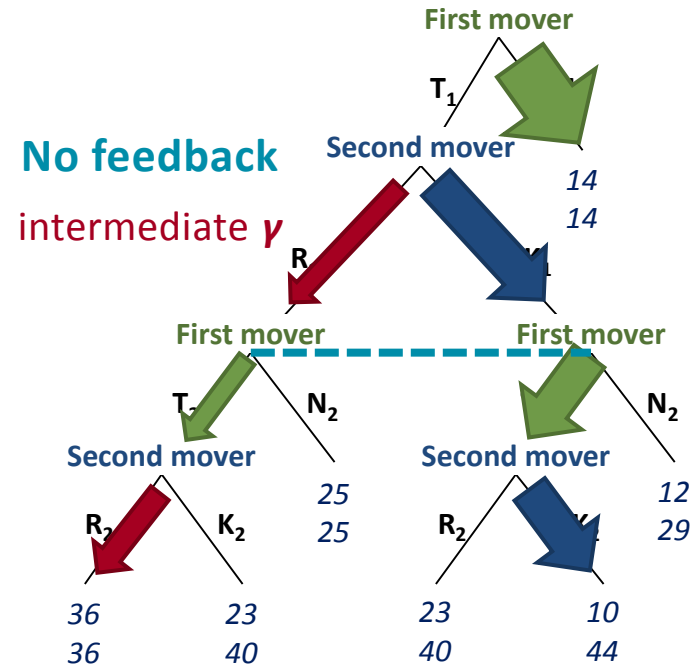 First mover
T₁
Second mover
No feedback
14
14
intermediate γ
R
First mover
First mover
N₂
N₂
Second mover
Second mover
25
25
12
29
R₂
K₂
R₂
36
36
23
40
23
40
10
44